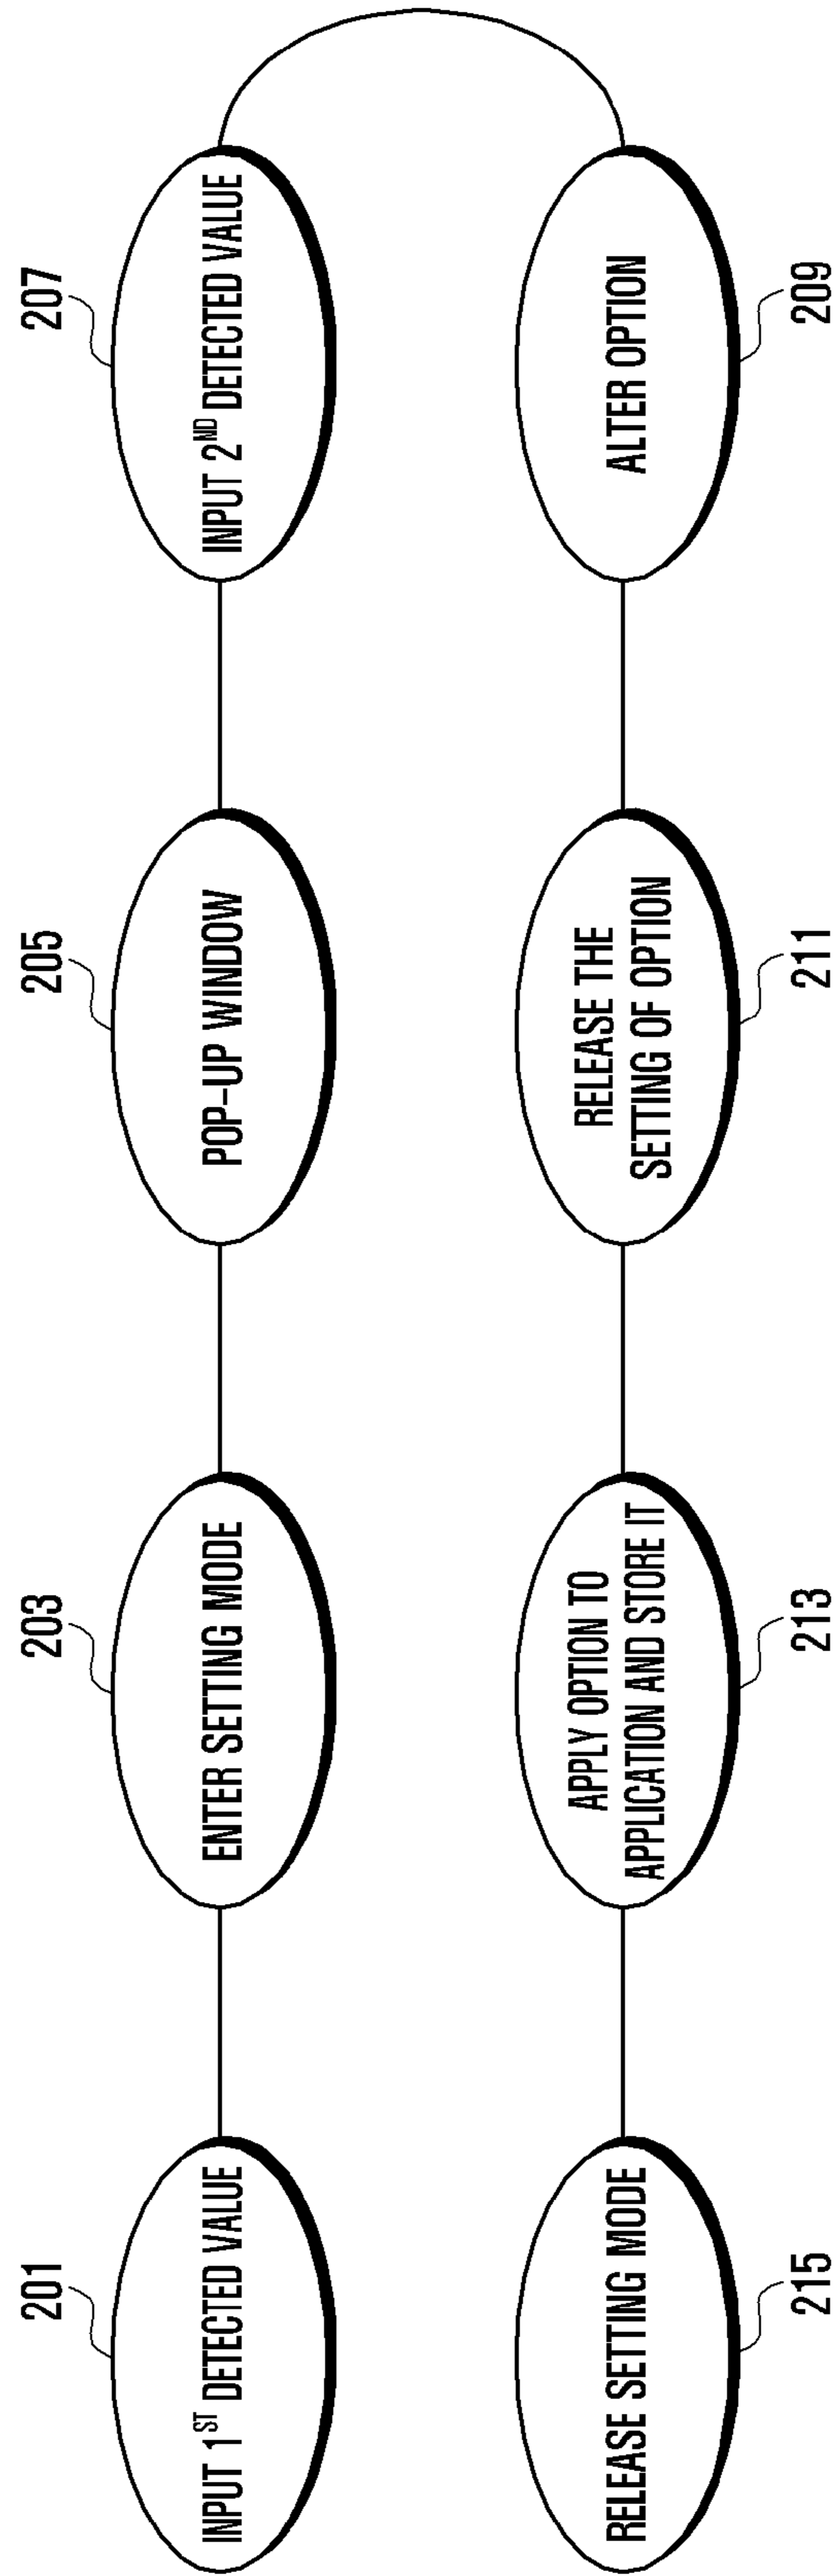 201
INPUT 1ST DETECTED VALUE
203
ENTER SETTING MODE
205
POP-UP WINDOW
207
INPUT 2ND DETECTED VALUE
ALTER OPTION
209
RELEASE THE
SETTING OF OPTION
211
APPLY OPTION TO
APPLICATION AND STORE IT
213
RELEASE SETTING MODE
215